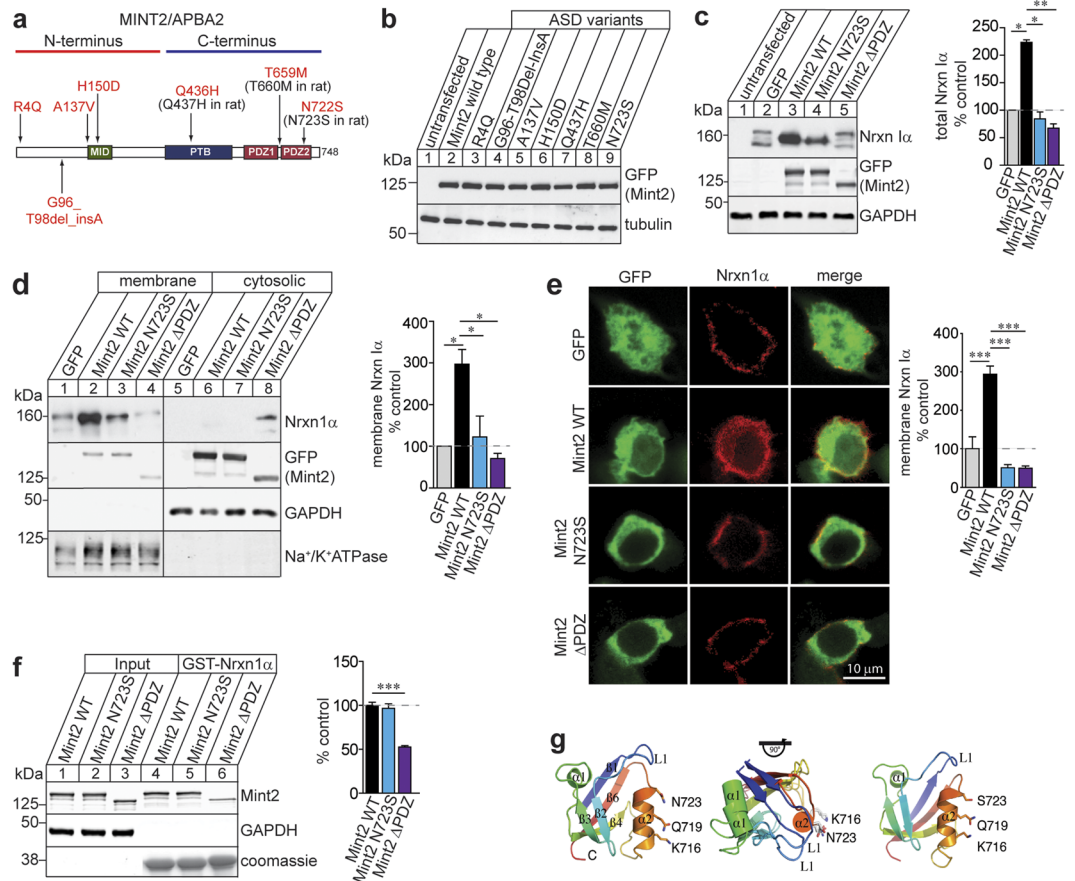 a
MINT2/APBA2
N-terminus
C-terminus
R4Q
A137V
H150D
Q436H
(Q437H in rat)
T659M
(T660M in rat)
N722S
(N723S in rat)
MID
PTB
PDZ1
PDZ2
748
G96_
T98del_insA
b
ASD variants
untransfected
Mint2 wild type
R4Q
G96-T98Del-InsA
A137V
H150D
Q437H
T660M
N723S
kDa
1 2 3 4 5 6 7 8 9
125
GFP
(Mint2)
50
tubulin
c
untransfected
GFP
Mint2 WT
Mint2 N723S
Mint2 ΔPDZ
kDa
1 2 3 4 5
160
Nrxn Iα
125
GFP
(Mint2)
50
GAPDH
total Nrxn Iα
% control
250
200
150
100
50
0
* * **
GFP
Mint2 WT
Mint2 N723S
Mint2 ΔPDZ
d
membrane
cytosolic
GFP
Mint2 WT
Mint2 N723S
Mint2 ΔPDZ
GFP
Mint2 WT
Mint2 N723S
Mint2 ΔPDZ
kDa
1 2 3 4 5 6 7 8
160
Nrxn1α
GFP
125
(Mint2)
50
GAPDH
125
Na⁺/K⁺ATPase
membrane Nrxn Iα
% control
400
300
200
100
0
* * *
GFP
Mint2 WT
Mint2 N723S
Mint2 ΔPDZ
e
GFP
Nrxn1α
merge
GFP
Mint2 WT
Mint2
N723S
Mint2
ΔPDZ
10 μm
membrane Nrxn Iα
% control
400
300
200
100
0
*** *** ***
GFP
Mint2 WT
Mint2 N723S
Mint2 ΔPDZ
f
Input
GST-Nrxn1α
Mint2 WT
Mint2 N723S
Mint2 ΔPDZ
Mint2 WT
Mint2 N723S
Mint2 ΔPDZ
kDa
1 2 3 4 5 6
160
125
Mint2
50
GAPDH
38
coomassie
% control
150
100
50
0
***
Mint2 WT
Mint2 N723S
Mint2 ΔPDZ
g
α1
ß1
L1
ß6
ß3
ß2
ß4
α2
C
N723
Q719
K716
90°
α1
α2
K716
N723
L1
L1
α1
L1
α2
S723
Q719
K716